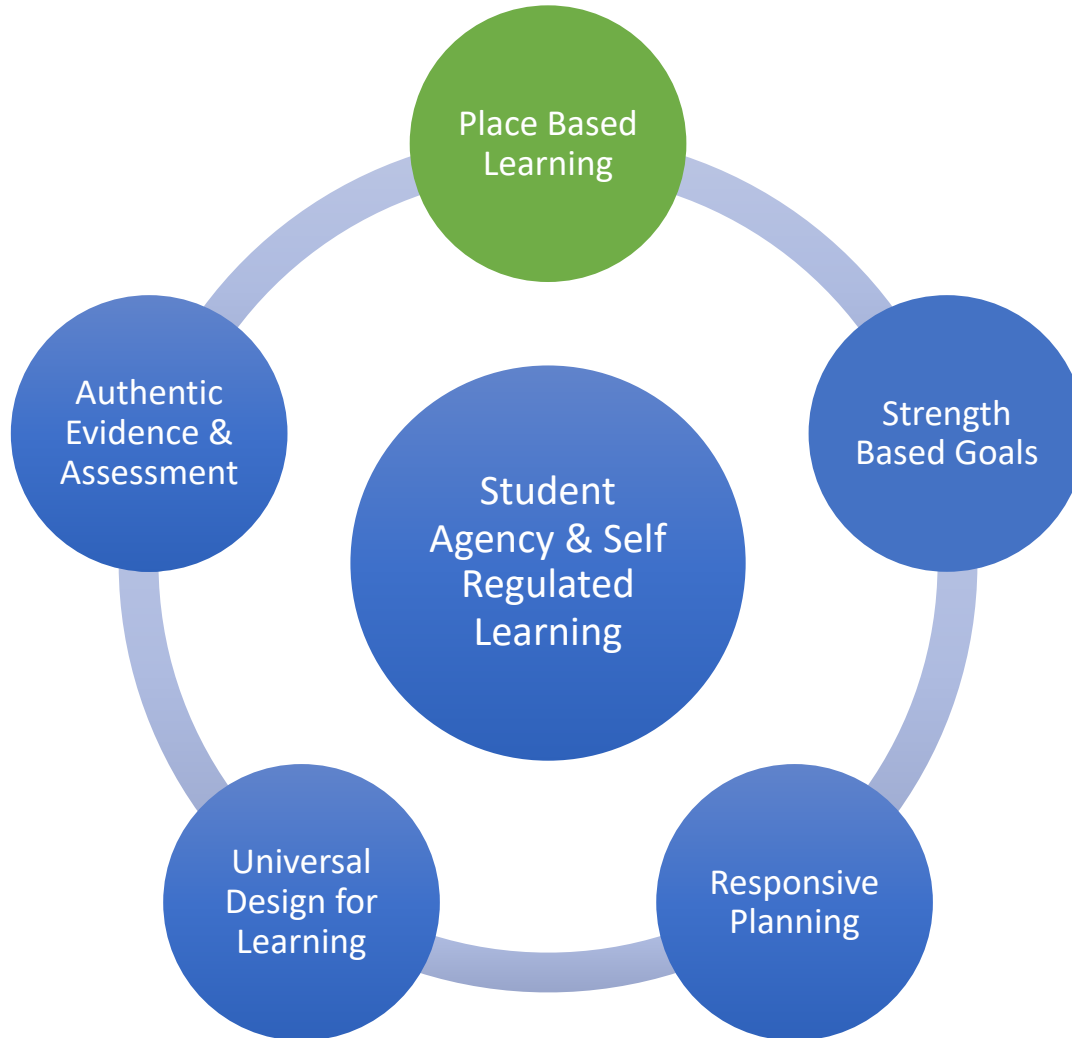 Place Based
Learning
Strength
Based Goals
Responsive
Planning
Universal
Design for
Learning
Authentic
Evidence &
Assessment
Student
Agency & Self
Regulated
Learning